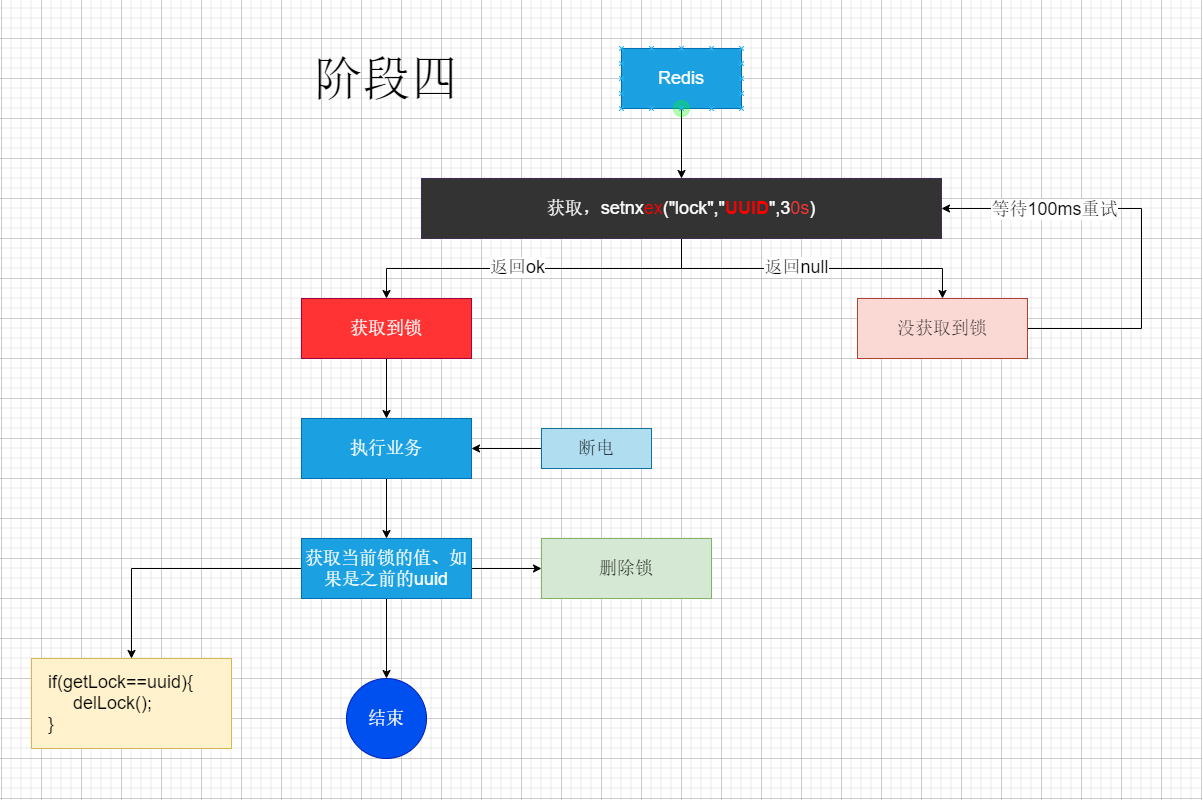 阶段四
Redis
获取，setnxex("lock","UUID",30s)
等待100ms重试
返回ok
返回null
获取到锁
没获取到锁
执行业务
断电
获取当前锁的值、如
果是之前的uuid
删除锁
if(getLock==uuid){
delLock();
}
结束